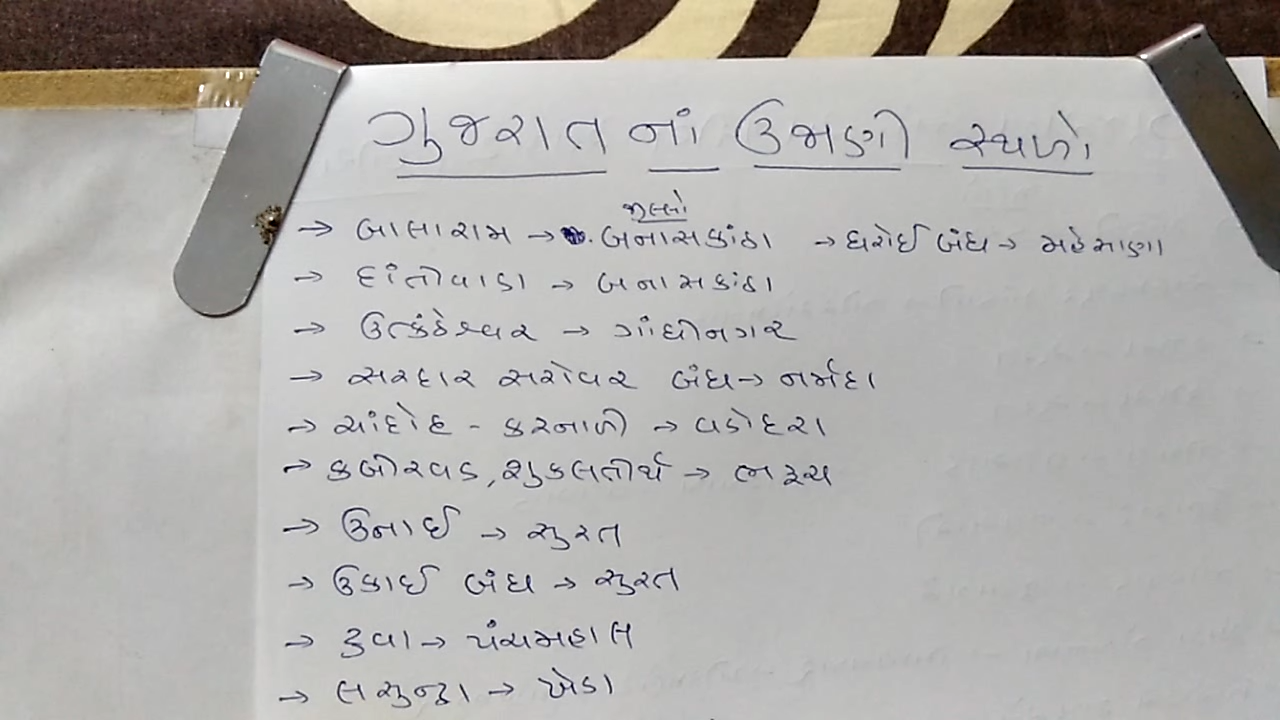 ગુજરાત નાં ઉજાણી સ્થળો
જીલ્લો
→ બાલારામ → બનાસકાંઠા → ધરોઈ બંધ → મહેસાણા
→ દાંતીવાડા → બનાસકાંઠા
→ ઉત્કંઠેશ્વર → ગાંધીનગર
→ સરદાર સરોવર બંધ → નર્મદા
→ ચાંદોદ - કરનાળી → વડોદરા
→ કબીરવડ, શુકલતીર્થ → ભરૂચ
→ ઉનાઈ → સુરત
→ ઉકાઈ બંધ → સુરત
→ ટુવા → પંચમહાલ
→ લસુન્દ્રા → ખેડા